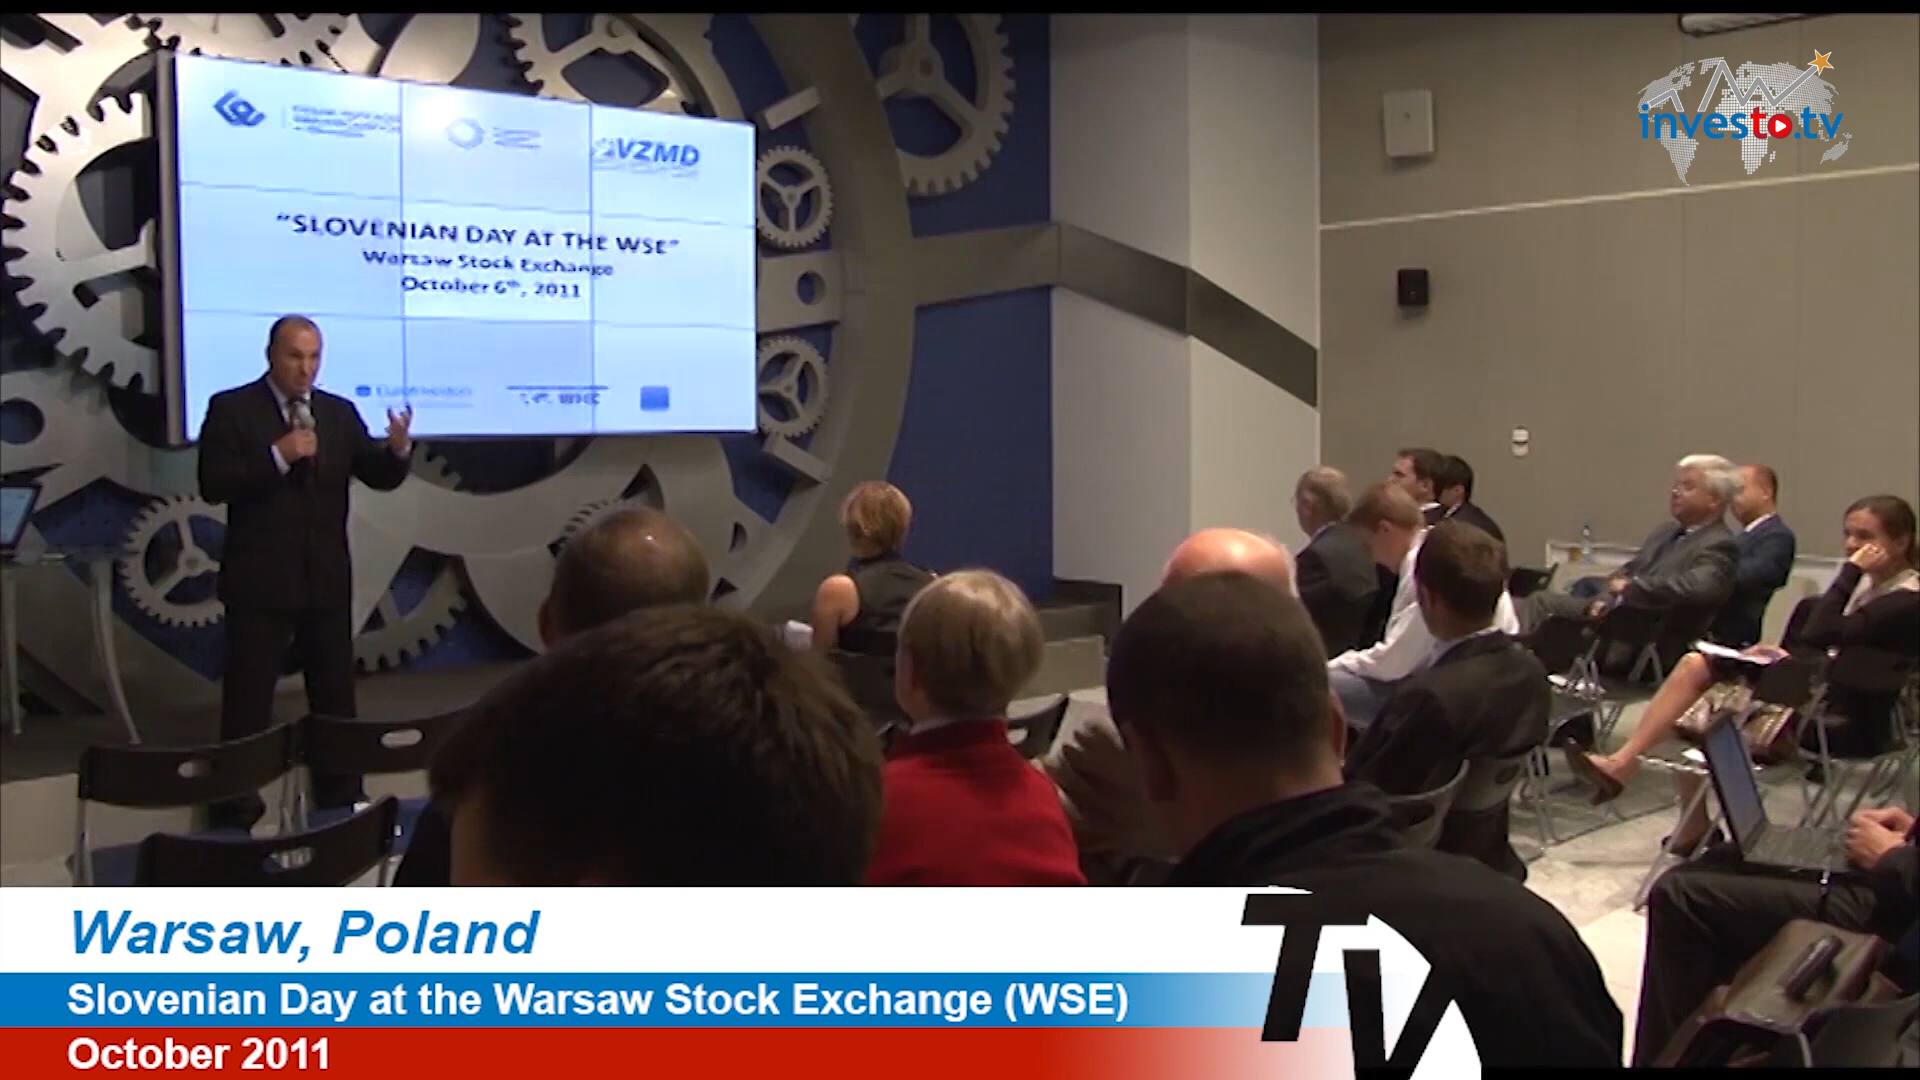 investo.tv
VZMD
"SLOVENIAN DAY AT THE WSE"
Warsaw Stock Exchange
October 6th, 2011
Warsaw, Poland
Slovenian Day at the Warsaw Stock Exchange (WSE)
October 2011
TV